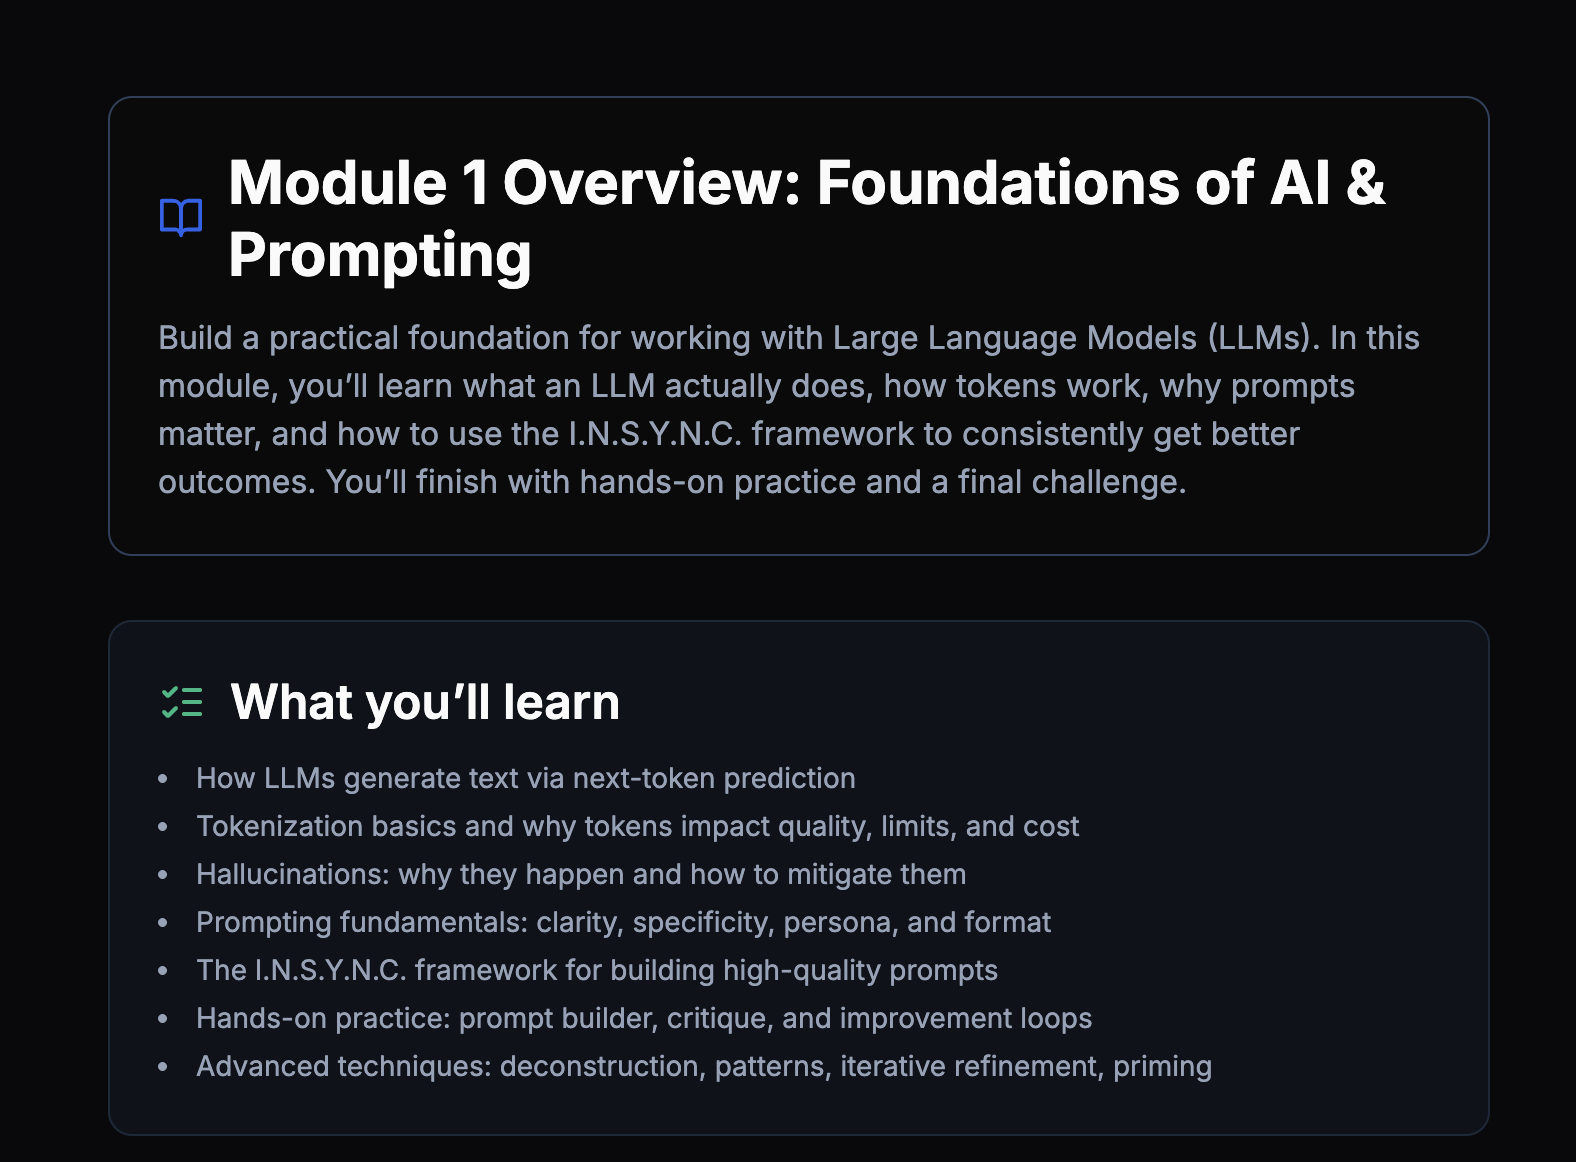 Module 1 Overview: Foundations of AI &
Prompting
Build a practical foundation for working with Large Language Models (LLMs). In this
module, you’ll learn what an LLM actually does, how tokens work, why prompts
matter, and how to use the I.N.S.Y.N.C. framework to consistently get better
outcomes. You’ll finish with hands-on practice and a final challenge.
What you’ll learn
• How LLMs generate text via next-token prediction
• Tokenization basics and why tokens impact quality, limits, and cost
• Hallucinations: why they happen and how to mitigate them
• Prompting fundamentals: clarity, specificity, persona, and format
• The I.N.S.Y.N.C. framework for building high-quality prompts
• Hands-on practice: prompt builder, critique, and improvement loops
• Advanced techniques: deconstruction, patterns, iterative refinement, priming